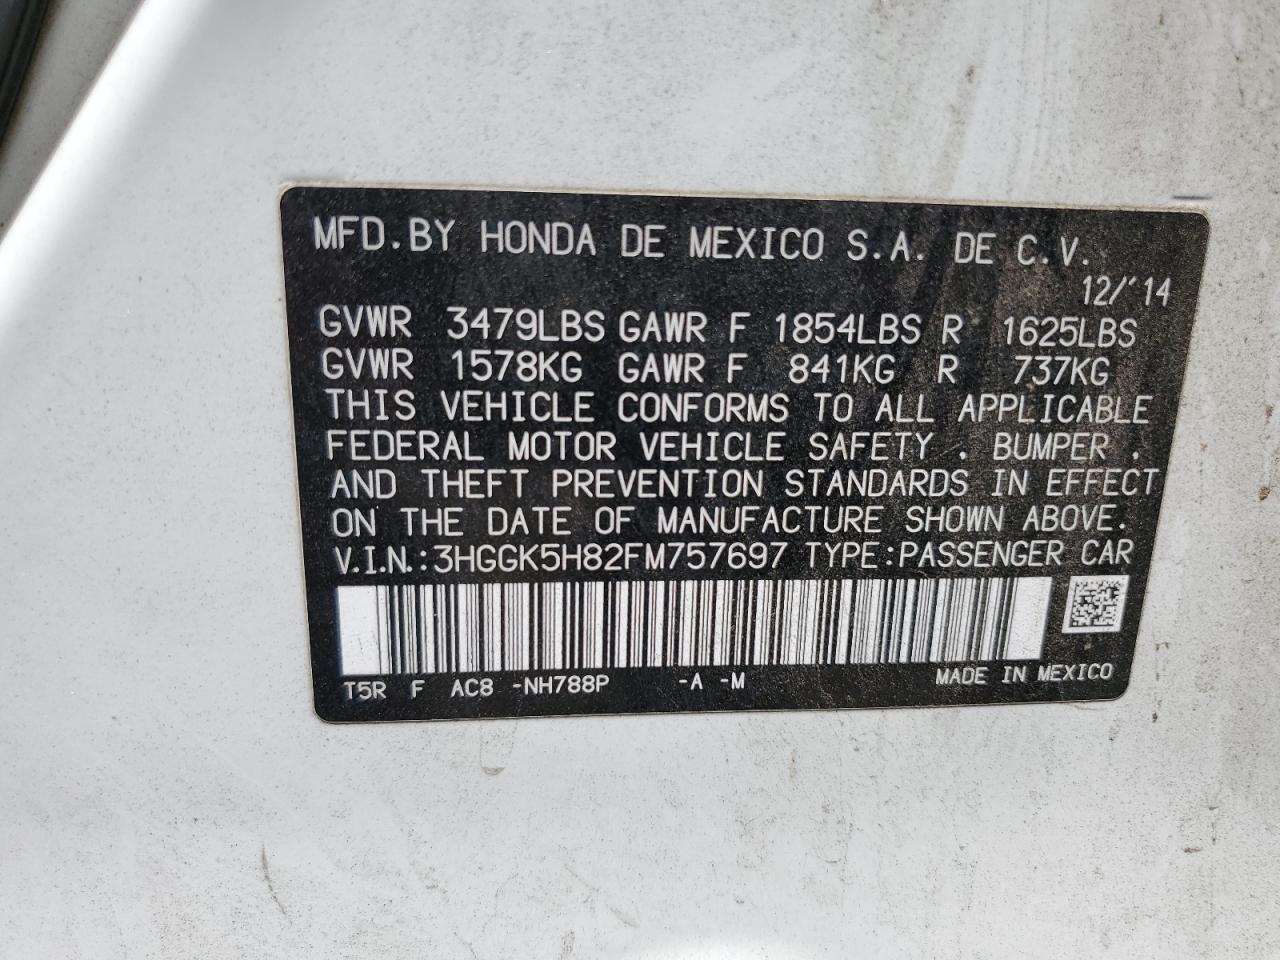 MFD.BY HONDA DE MEXICO S.A. DE C.V.
12/'14
GVWR 3479LBS GAWR F 1854LBS R 1625LBS
GVWR 1578KG GAWR F 841KG R 737KG
THIS VEHICLE CONFORMS TO ALL APPLICABLE
FEDERAL MOTOR VEHICLE SAFETY , BUMPER ,
AND THEFT PREVENTION STANDARDS IN EFFECT
ON THE DATE OF MANUFACTURE SHOWN ABOVE.
V.I.N.:3HGGK5H82FM757697 TYPE:PASSENGER CAR
T5R F AC8 -NH788P -A -M MADE IN MEXICO